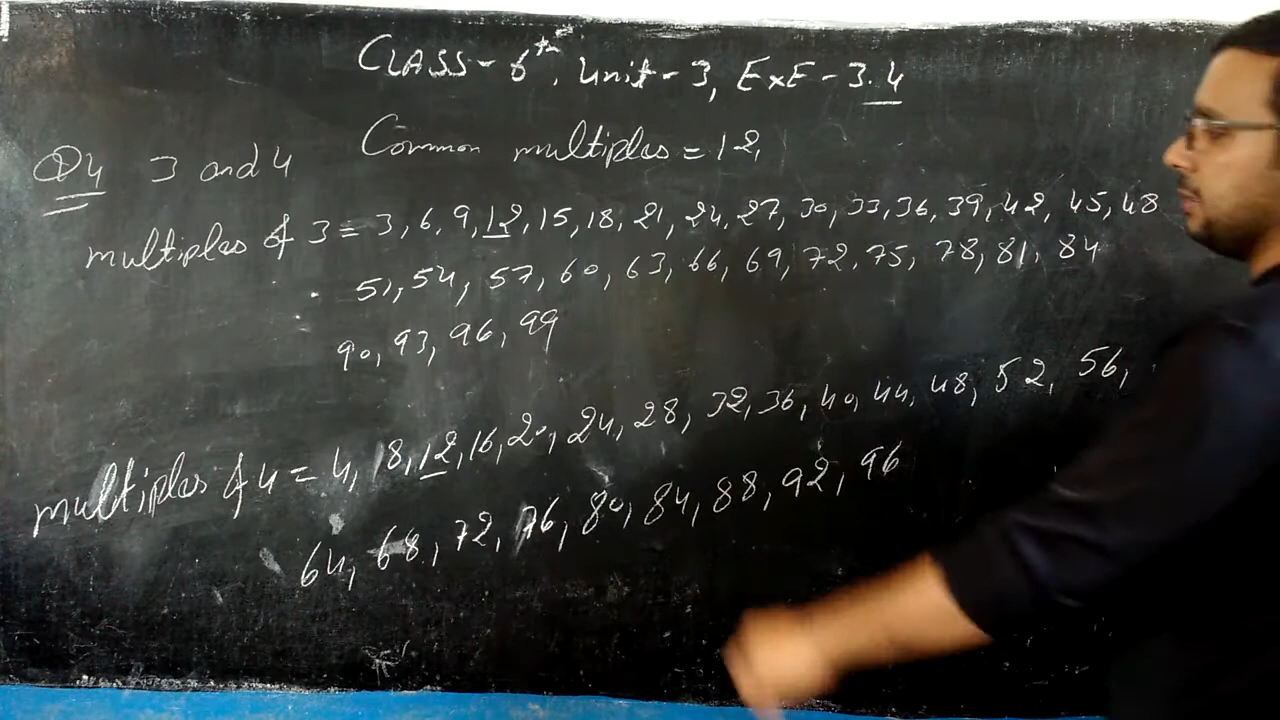 CLASS-6th, Unit-3, EXE-3.4
Common multiples = 12,
Q4 3 and 4
multiples of 3 = 3, 6, 9, 12, 15, 18, 21, 24, 27, 30, 33, 36, 39, 42, 45, 48
51, 54, 57, 60, 63, 66, 69, 72, 75, 78, 81, 84
90, 93, 96, 99
multiples of 4 = 4, 18, 12, 16, 20, 24, 28, 32, 36, 40, 44, 48, 52, 56,
64, 68, 72, 76, 80, 84, 88, 92, 96